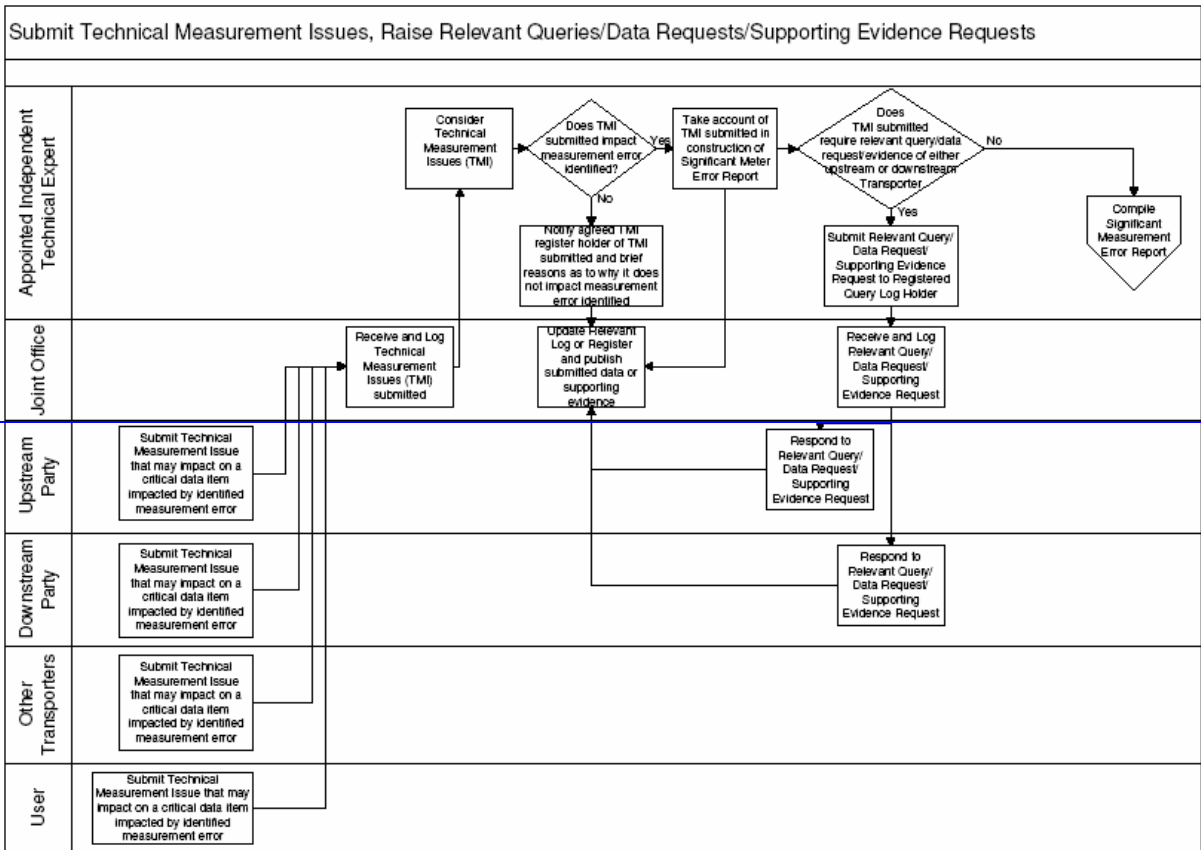 Submit Technical Measurement Issues, Raise Relevant Queries/Data Requests/Supporting Evidence Requests
Appointed Independent
Technical Expert
Consider
Technical
Measurement
Issues (TMI)
Does TMI
submitted impact
measurement error
identified?
Yes
No
Take account of
TMI submitted in
construction of
Significant Meter
Error Report
Does
TMI submitted
require relevant query/data
request/evidence of either
upstream or downstream
Transporter
No
Yes
Compile
Significant
Measurement
Error Report
Notify agreed TMI
register holder of TMI
submitted and brief
reasons as to why it does
not impact measurement
error identified
Submit Relevant Query/
Data Request/
Supporting Evidence
Request to Registered
Query Log Holder
Joint Office
Receive and Log
Technical
Measurement
Issues (TMI)
submitted
Update Relevant
Log or Register
and publish
submitted data or
supporting
evidence
Receive and Log
Relevant Query/
Data Request/
Supporting
Evidence Request
Upstream
Party
Submit Technical
Measurement Issue
that may impact on a
critical data item
impacted by identified
measurement error
Respond to
Relevant Query/
Data Request/
Supporting
Evidence Request
Downstream
Party
Submit Technical
Measurement Issue
that may impact on a
critical data item
impacted by identified
measurement error
Respond to
Relevant Query/
Data Request/
Supporting
Evidence Request
Other
Transporters
Submit Technical
Measurement Issue
that may impact on a
critical data item
impacted by identified
measurement error
User
Submit Technical
Measurement Issue that may
impact on a critical data item
impacted by identified
measurement error